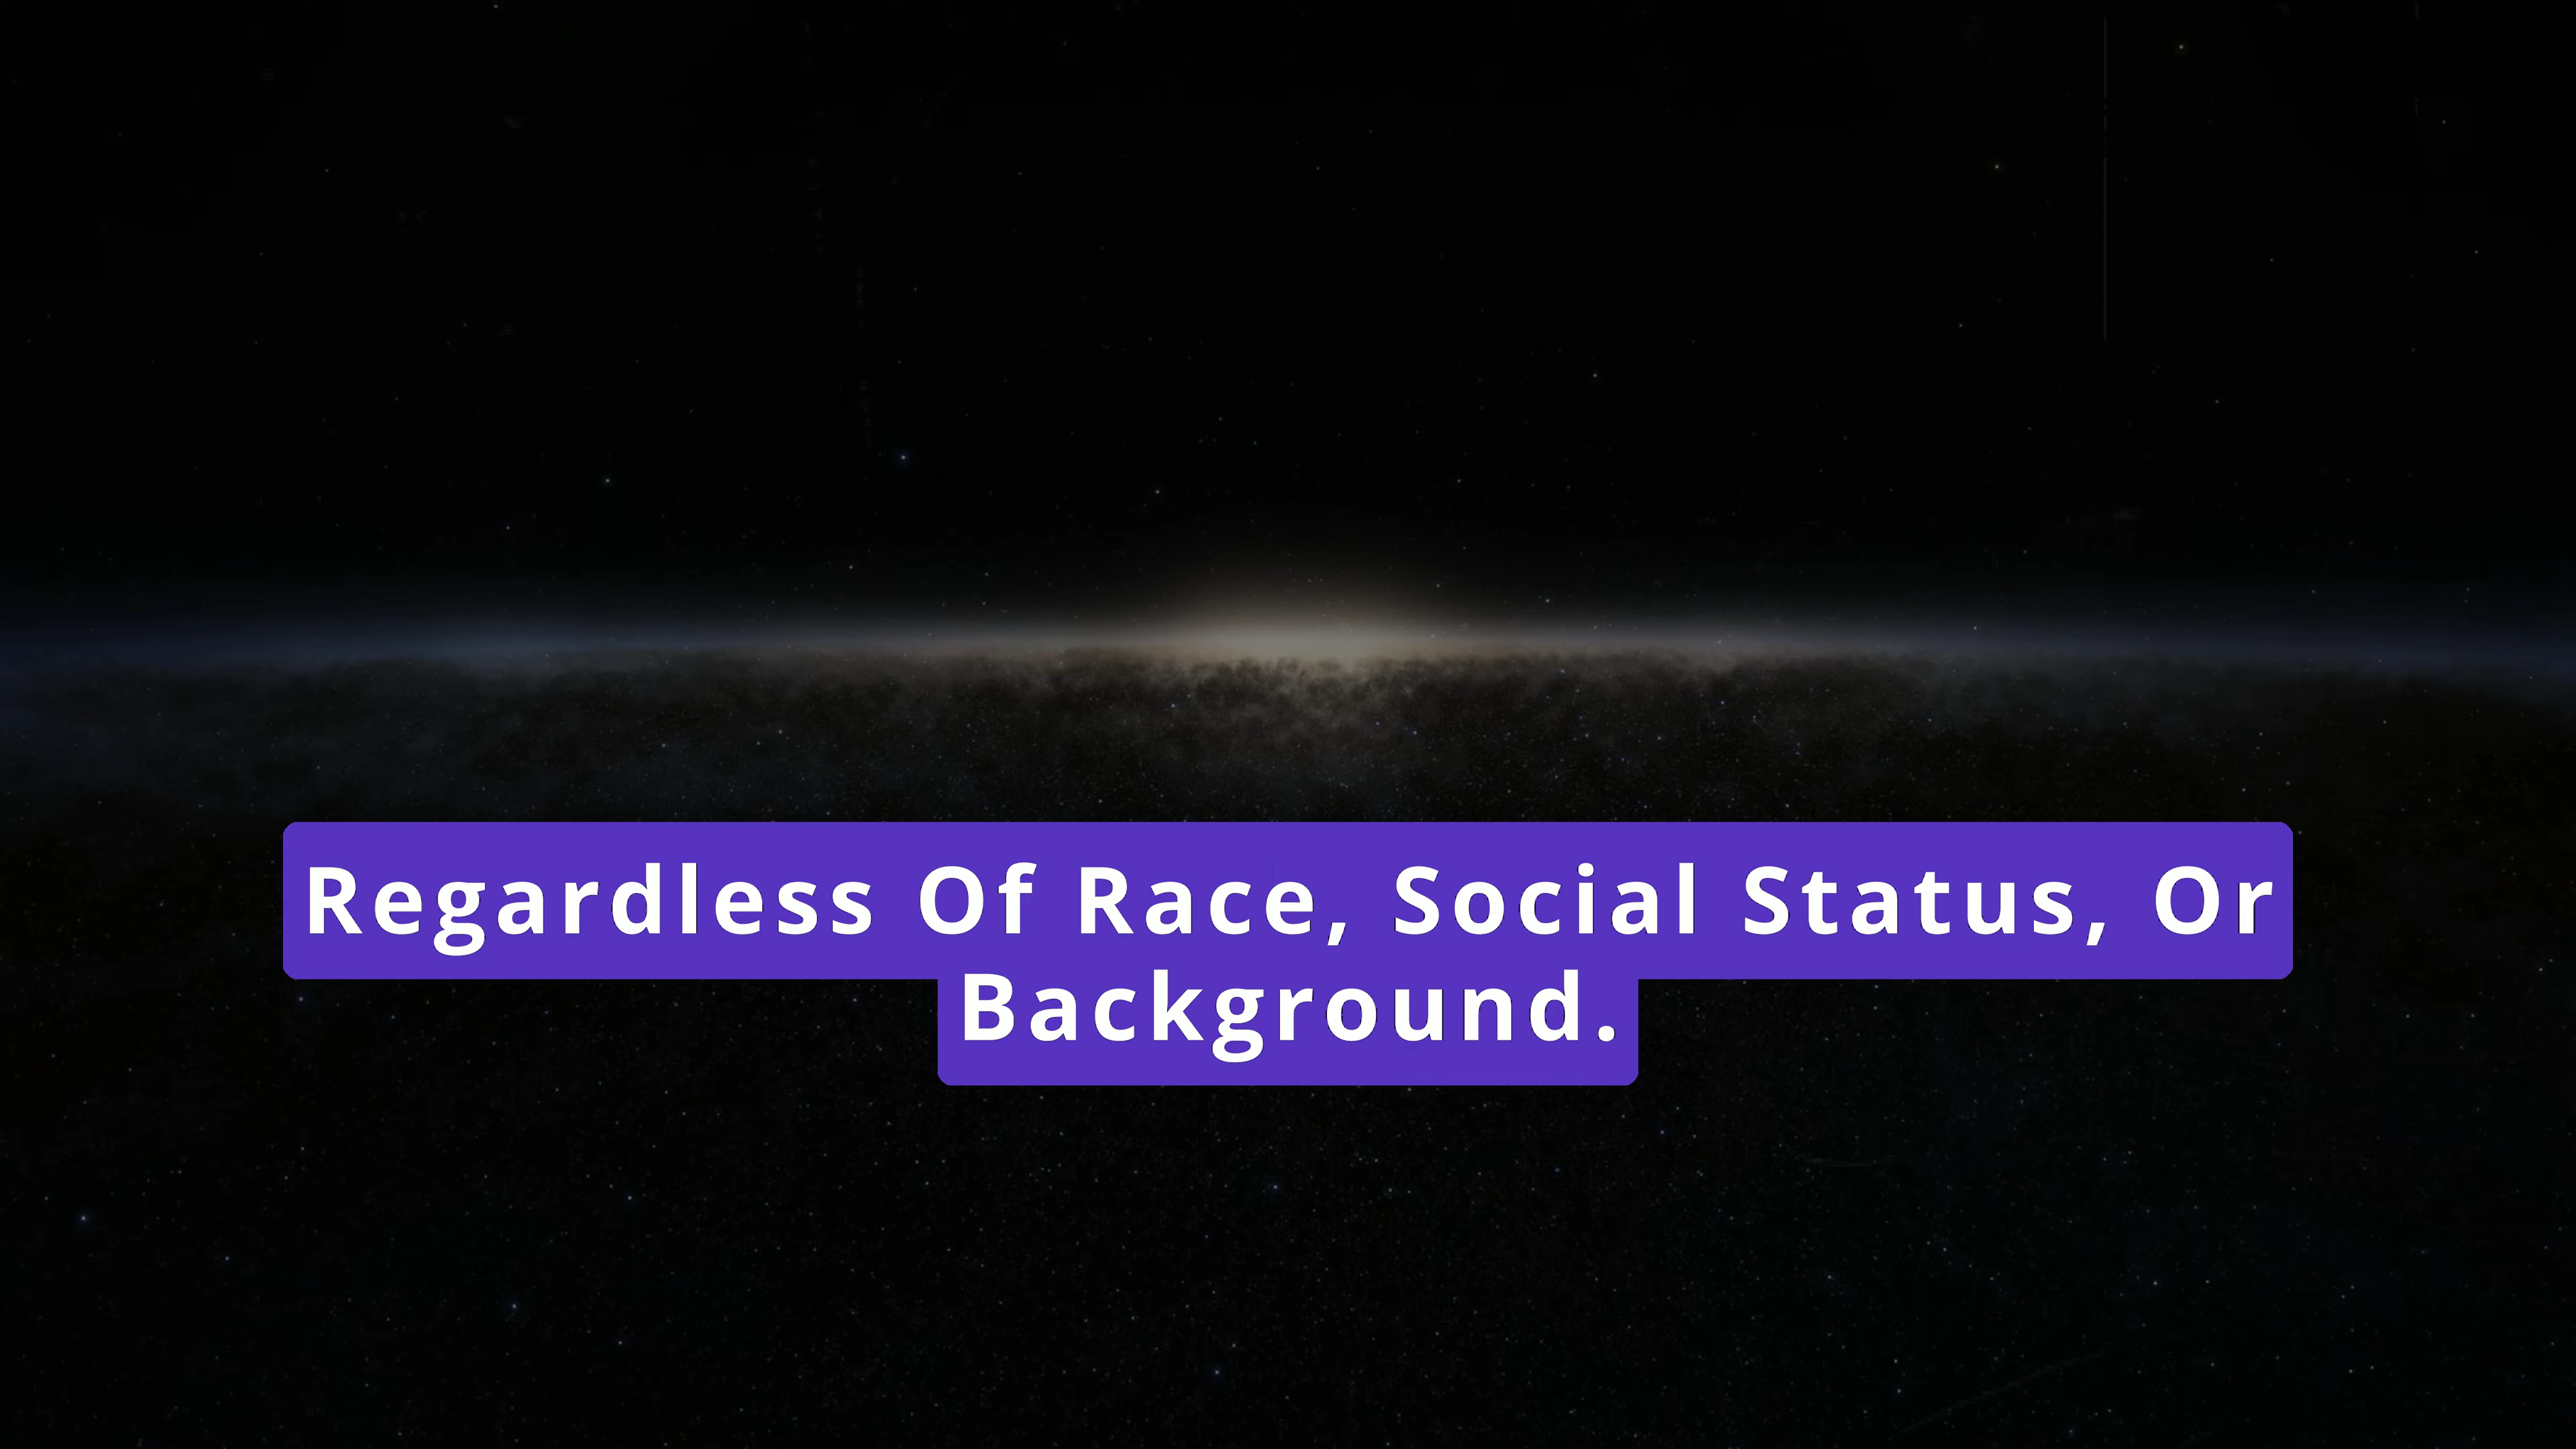 Regardless Of Race, Social Status, Or
Background.